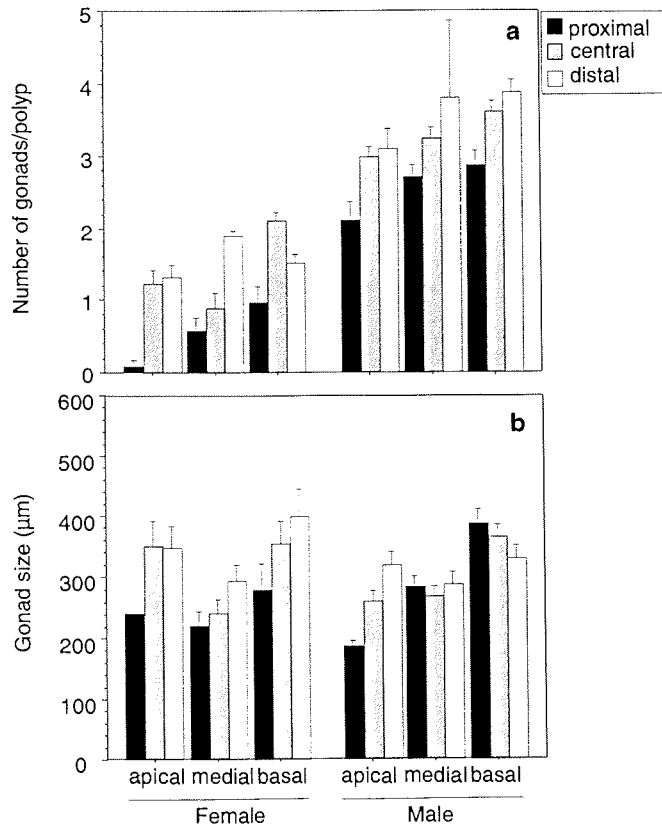 a
proximal
central
distal
Number of gonads/polyp
5
4
3
2
1
0
b
Gonad size (µm)
600
500
400
300
200
100
0
apical medial basal apical medial basal
Female Male